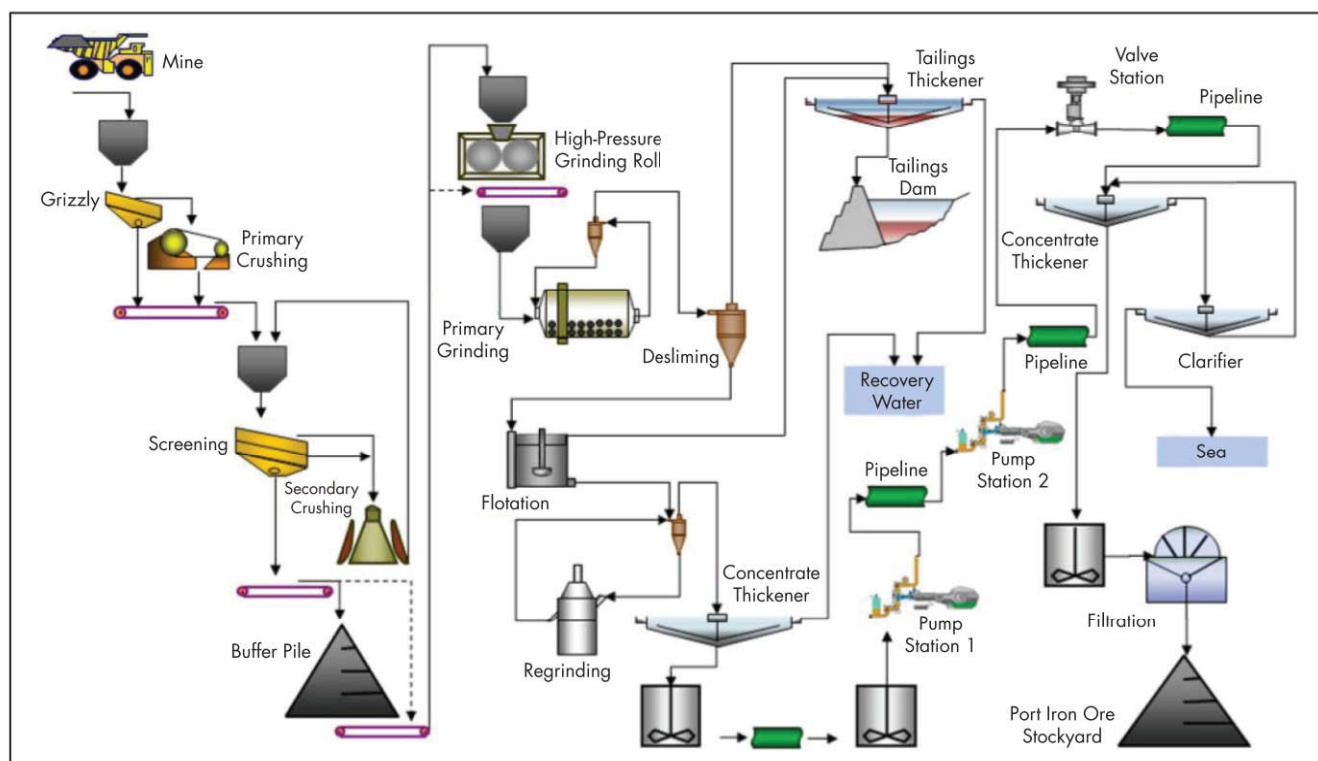 Mine
Grizzly
Primary
Crushing
Screening
Secondary
Crushing
Buffer Pile
High-Pressure
Grinding Roll
Primary
Grinding
Desliming
Flotation
Regrinding
Concentrate
Thickener
Tailings
Thickener
Tailings
Dam
Recovery
Water
Pipeline
Pump
Station 1
Pump
Station 2
Pipeline
Valve
Station
Pipeline
Concentrate
Thickener
Clarifier
Sea
Filtration
Port Iron Ore
Stockyard